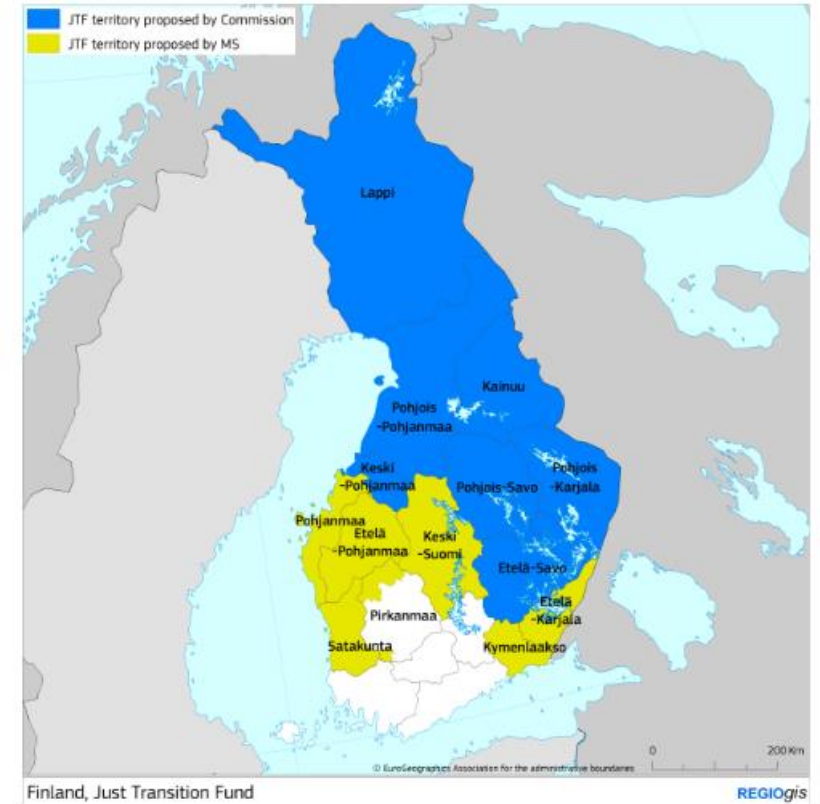 JTF territory proposed by Commission
JTF territory proposed by MS
Lappi
Kainuu
Pohjois
-Pohjanmaa
Keski
-Pohjanmaa
Pohjois-Savo
Pohjois
-Karjala
Pohjanmaa
Etelä
-Pohjanmaa
Keski
-Suomi
Etelä-Savo
Etelä
-Karjala
Pirkanmaa
Satakunta
Kymenlaakso
0
200 Km
© EuroGeographics Association for the administrative boundaries
Finland, Just Transition Fund
REGIOgis